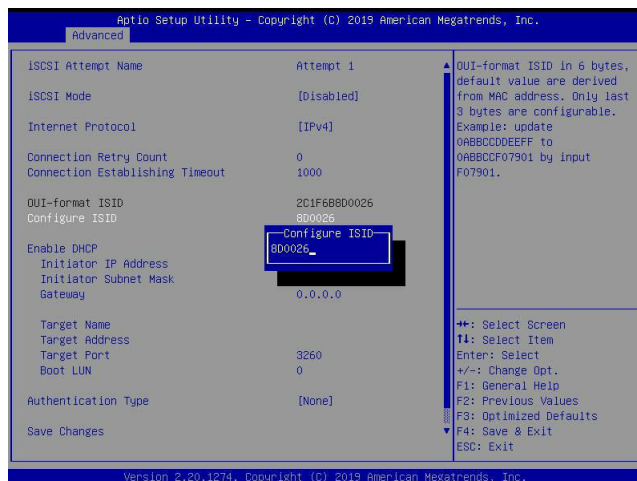 Aptio Setup Utility – Copyright (C) 2019 American Megatrends, Inc.
Advanced
iSCSI Attempt Name Attempt 1
iSCSI Mode [Disabled]
Internet Protocol [IPv4]
Connection Retry Count 0
Connection Establishing Timeout 1000
OUI-format ISID 2C1F6B8D0026
Configure ISID 8D0026
Configure ISID
8D0026_
Enable DHCP
Initiator IP Address
Initiator Subnet Mask
Gateway 0.0.0.0
Target Name
Target Address
Target Port 3260
Boot LUN 0
Authentication Type [None]
Save Changes
OUI-format ISID in 6 bytes,
default value are derived
from MAC address. Only last
3 bytes are configurable.
Example: update
0ABBCCDDEEFF to
0ABBCCF07901 by input
F07901.
→←: Select Screen
↑↓: Select Item
Enter: Select
+/-: Change Opt.
F1: General Help
F2: Previous Values
F3: Optimized Defaults
F4: Save & Exit
ESC: Exit
Version 2.20.1274. Copyright (C) 2019 American Megatrends, Inc.